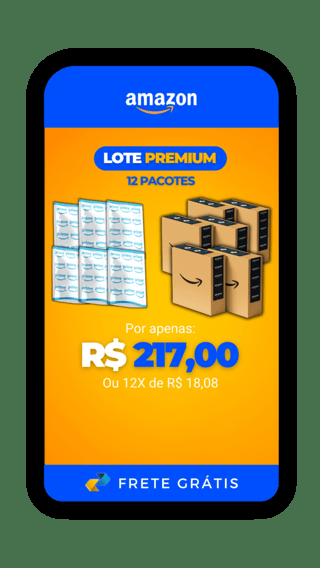 amazon
LOTE PREMIUM
12 PACOTES
Por apenas:
R$ 217,00
Ou 12X de R$ 18,08
FRETE GRÁTIS